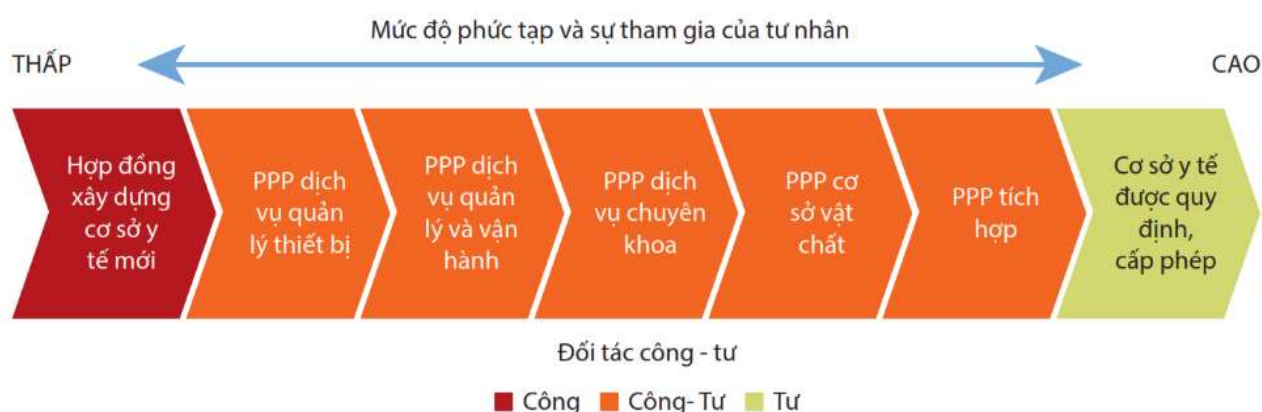 Mức độ phức tạp và sự tham gia của tư nhân
THẤP
CAO
Hợp đồng
xây dựng
cơ sở y
tế mới
PPP dịch
vụ quản
lý thiết bị
PPP dịch
vụ quản
lý và vận
hành
PPP dịch
vụ chuyên
khoa
PPP cơ
sở vật
chất
PPP tích
hợp
Cơ sở y tế
được quy
định,
cấp phép
Đối tác công - tư
Công
Công- Tư
Tư